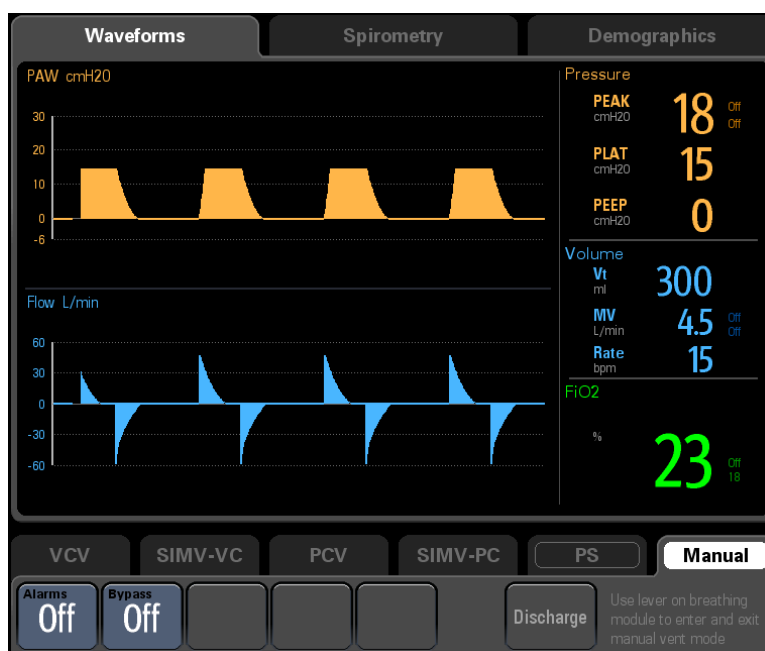 Waveforms
Spirometry
Demographics
PAW cmH20
30
20
10
0
-6
Flow L/min
60
30
0
-30
-60
Pressure
PEAK
cmH20
18
Off
Off
PLAT
cmH20
15
PEEP
cmH20
0
Volume
Vt
ml
300
MV
L/min
4.5
Off
Off
Rate
bpm
15
FiO2
%
23
Off
18
VCV
SIMV-VC
PCV
SIMV-PC
PS
Manual
Alarms
Off
Bypass
Off
Discharge
Use lever on breathing
module to enter and exit
manual vent mode